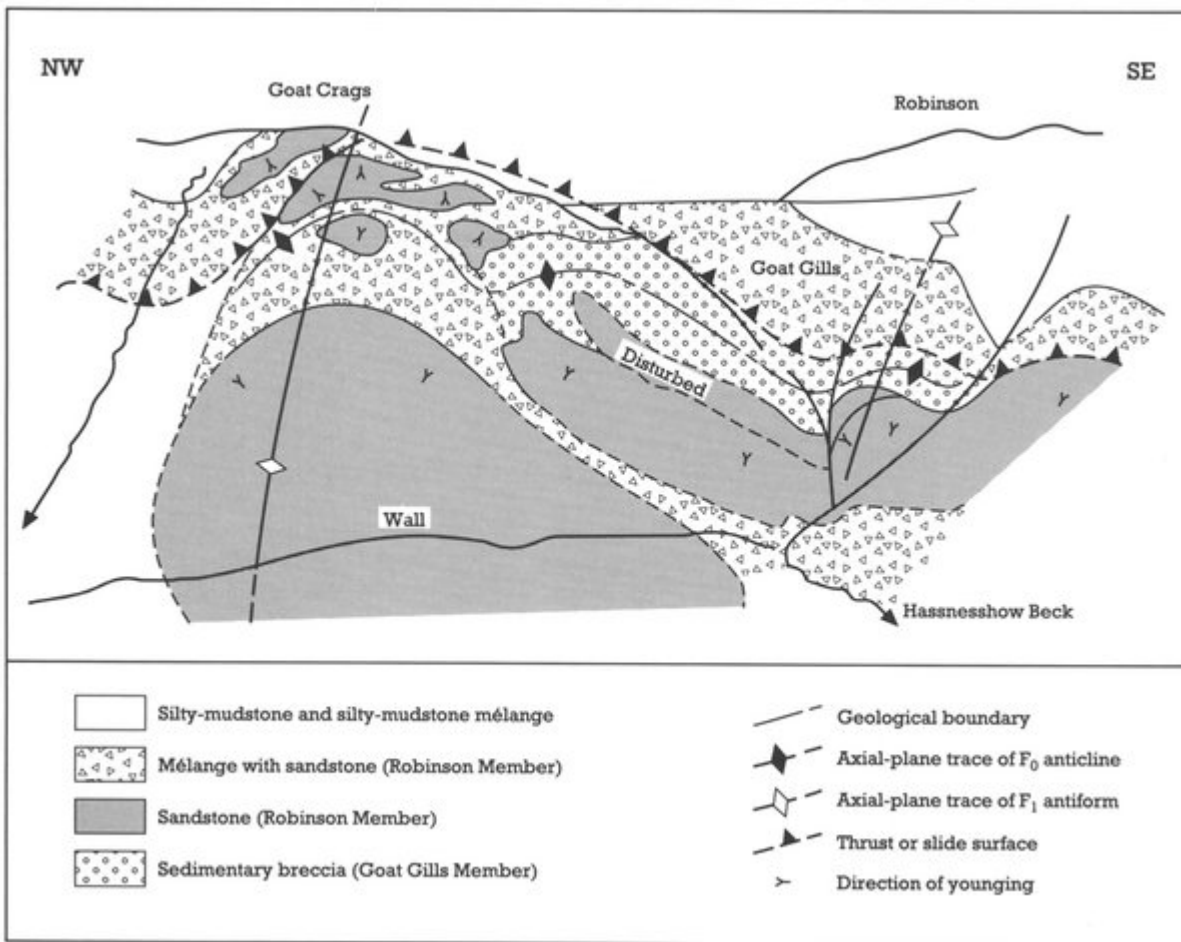 NW
SE
Goat Crags
Robinson
Goat Gills
Disturbed
Wall
Hassnesshow Beck
Silty-mudstone and silty-mudstone mélange
Mélange with sandstone (Robinson Member)
Sandstone (Robinson Member)
Sedimentary breccia (Goat Gills Member)
Geological boundary
Axial-plane trace of F₀ anticline
Axial-plane trace of F₁ antiform
Thrust or slide surface
Direction of younging